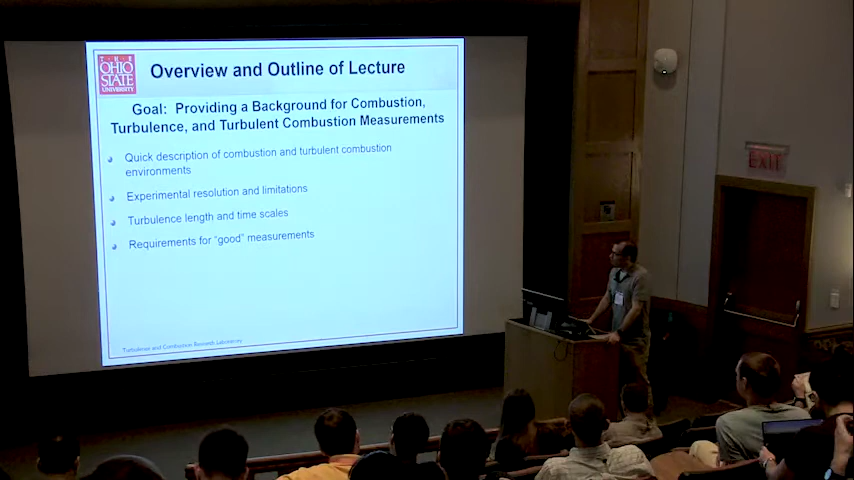 THE
OHIO
STATE
UNIVERSITY
Overview and Outline of Lecture
Goal: Providing a Background for Combustion,
Turbulence, and Turbulent Combustion Measurements
Quick description of combustion and turbulent combustion
environments
Experimental resolution and limitations
Turbulence length and time scales
Requirements for “good” measurements
Turbulence and Combustion Research Laboratory
EXIT